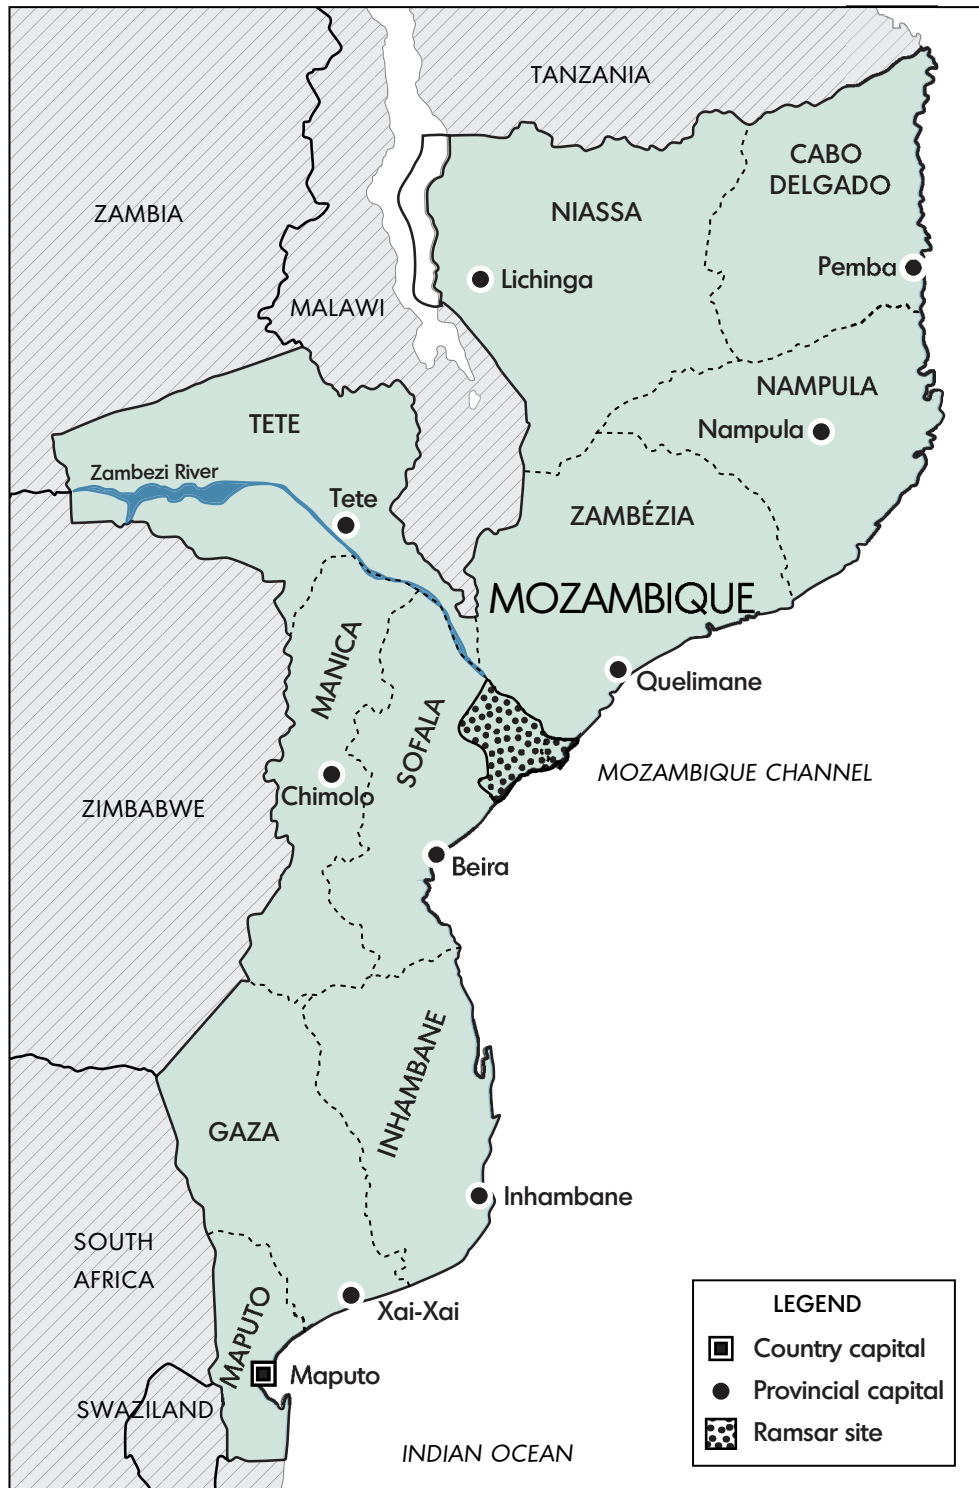 TANZANIA
CABO
DELGADO
ZAMBIA
NIASSA
Pemba
Lichinga
MALAWI
NAMPULA
TETE
Nampula
Zambezi River
Tete
ZAMBÉZIA
MOZAMBIQUE
MANICA
Quelimane
SOFALA
MOZAMBIQUE CHANNEL
Chimolo
ZIMBABWE
Beira
INHAMBANE
GAZA
Inhambane
SOUTH
AFRICA
MAPUTO
Xai-Xai
Maputo
SWAZILAND
INDIAN OCEAN
LEGEND
Country capital
Provincial capital
Ramsar site